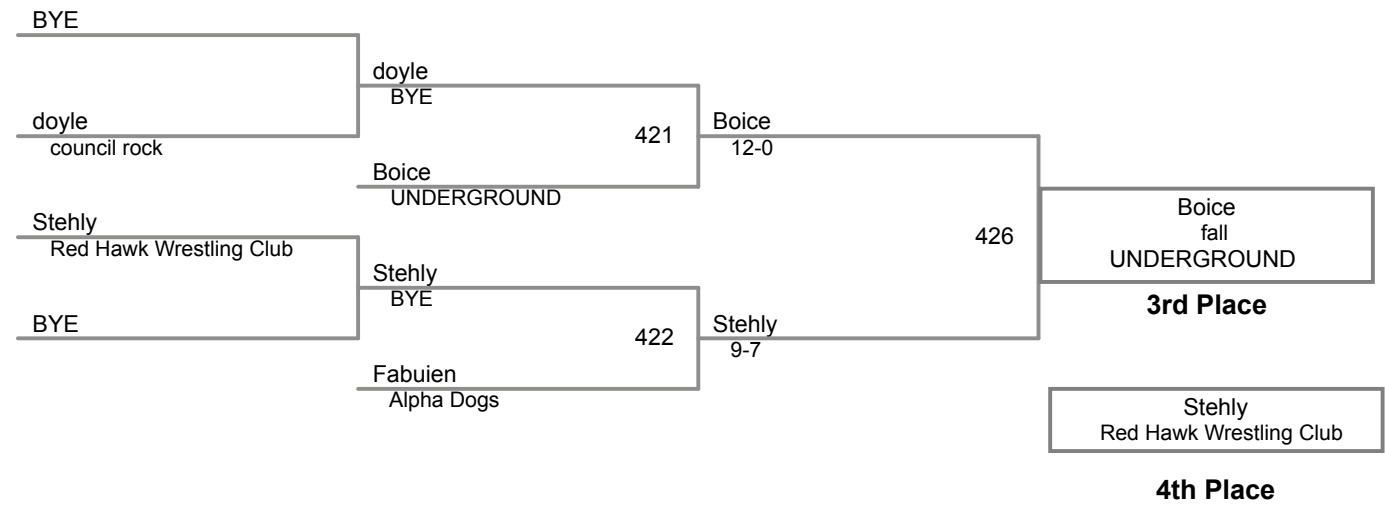 BYE
doyle
BYE
doyle
council rock
421
Boice
12-0
Boice
UNDERGROUND
Stehly
Red Hawk Wrestling Club
426
Boice
fall
UNDERGROUND
3rd Place
Stehly
BYE
BYE
422
Stehly
9-7
Fabuien
Alpha Dogs
Stehly
Red Hawk Wrestling Club
4th Place